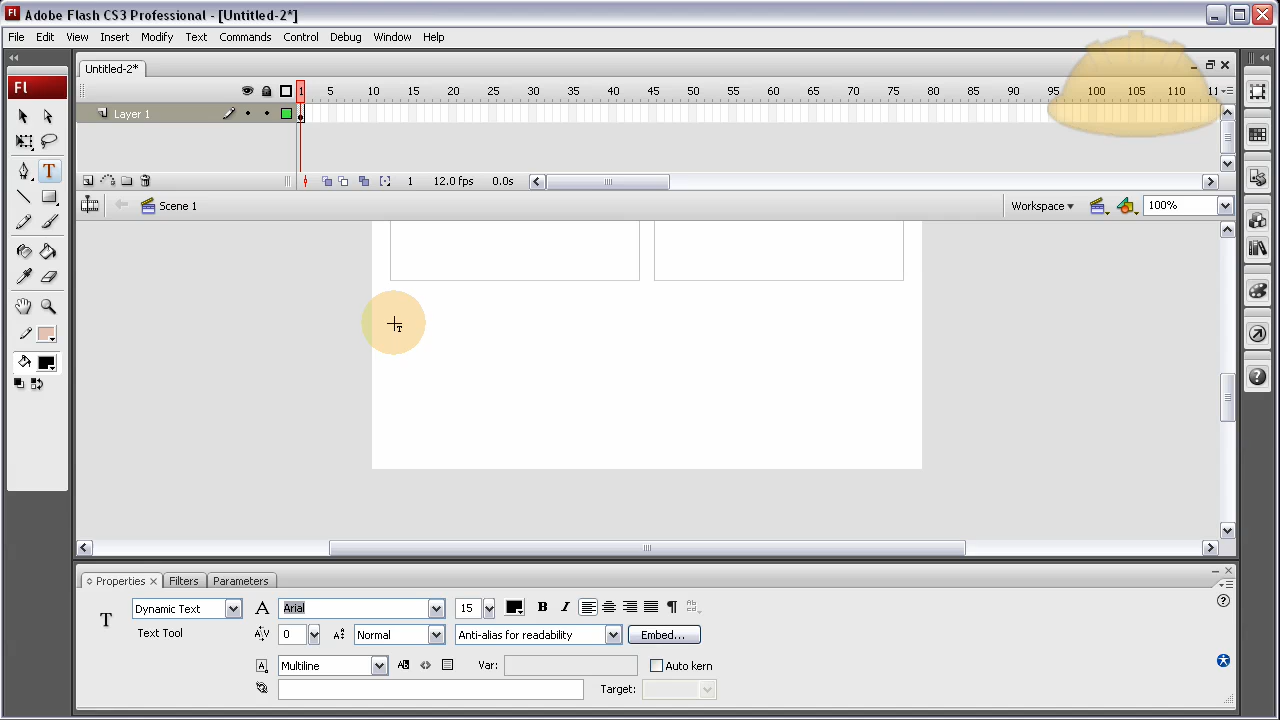 Fl Adobe Flash CS3 Professional - [Untitled-2*]
File Edit View Insert Modify Text Commands Control Debug Window Help
Untitled-2*
Fl
1 5 10 15 20 25 30 35 40 45 50 55 60 65 70 75 80 85 90 95 100 105 110 11
Layer 1
1 12.0 fps 0.0s
Scene 1 Workspace 100%
Properties x Filters Parameters
T Dynamic Text A Arial 15 B I
Text Tool A/V 0 Normal Anti-alias for readability Embed...
A Multiline AB <> Var: Auto kern
Target: